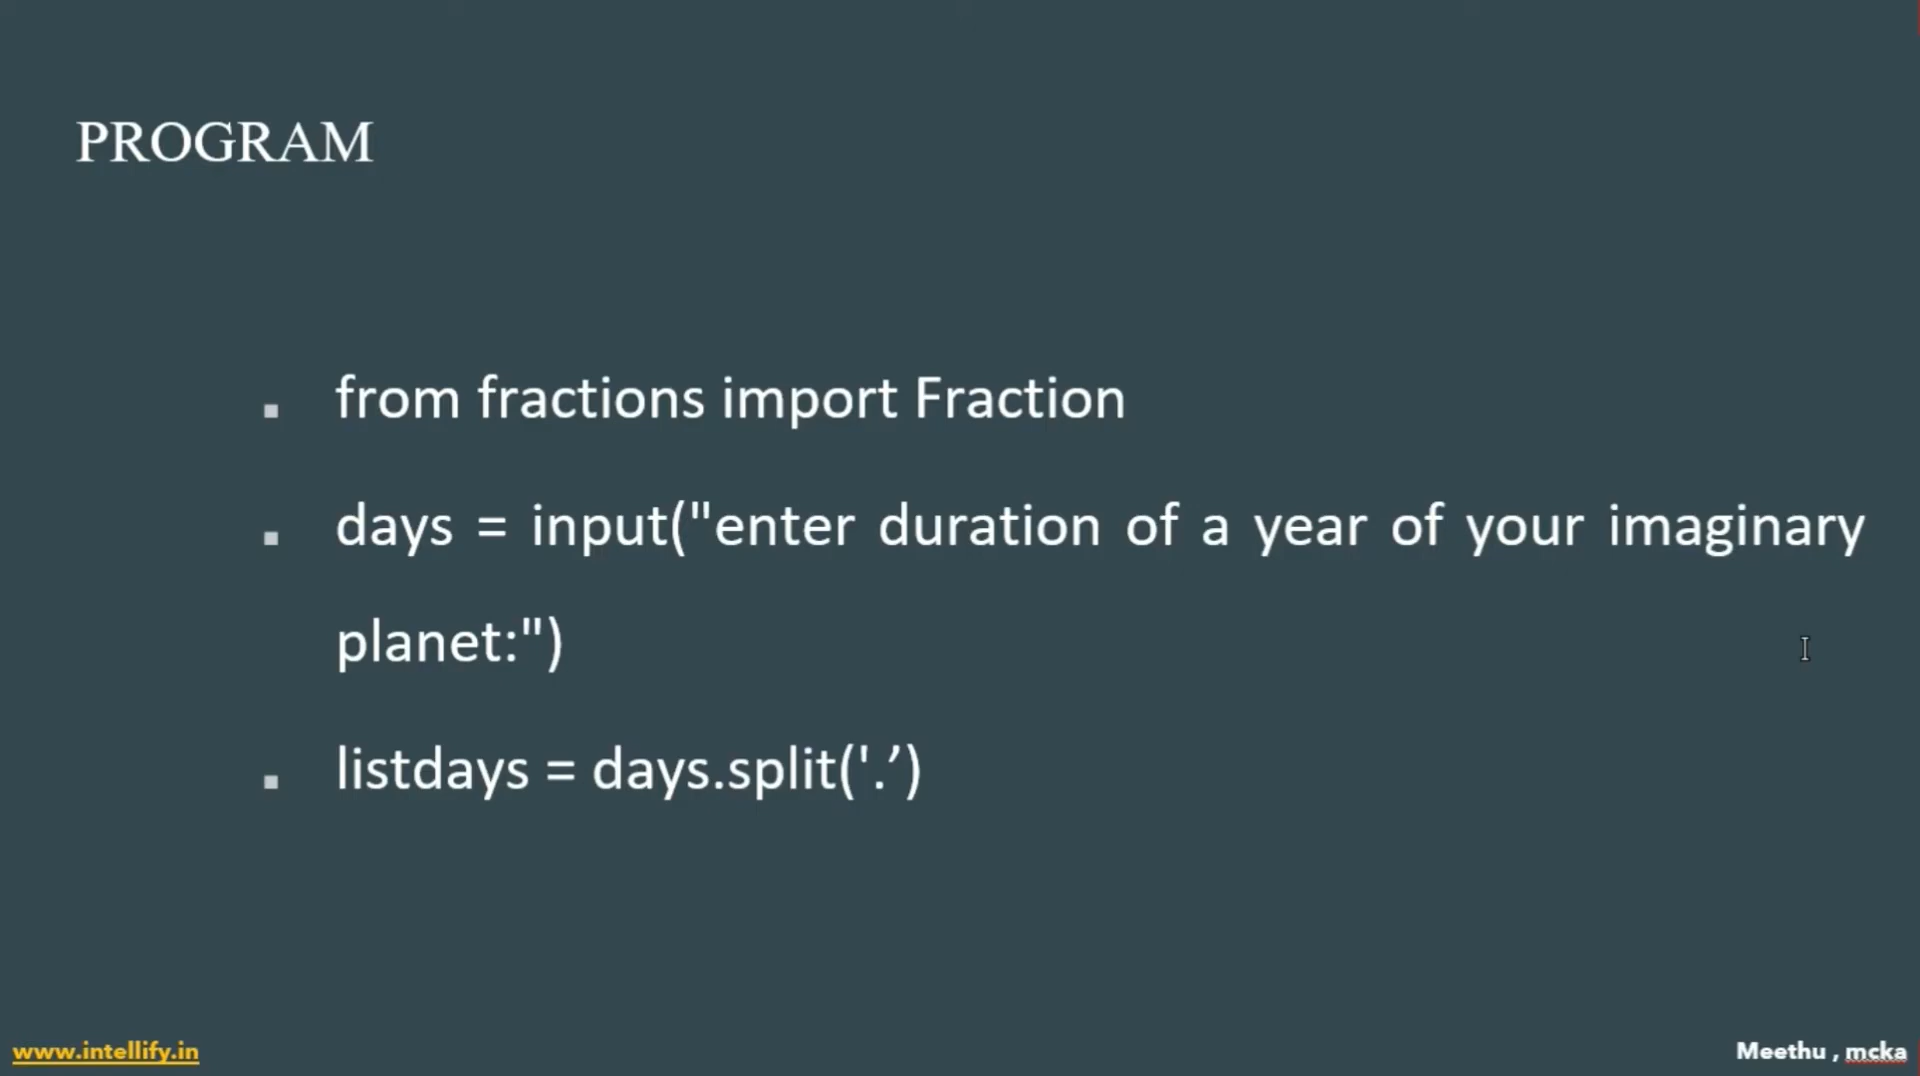 PROGRAM
from fractions import Fraction
days = input("enter duration of a year of your imaginary
planet:")
listdays = days.split('.’)
www.intellify.in
Meethu , mcka